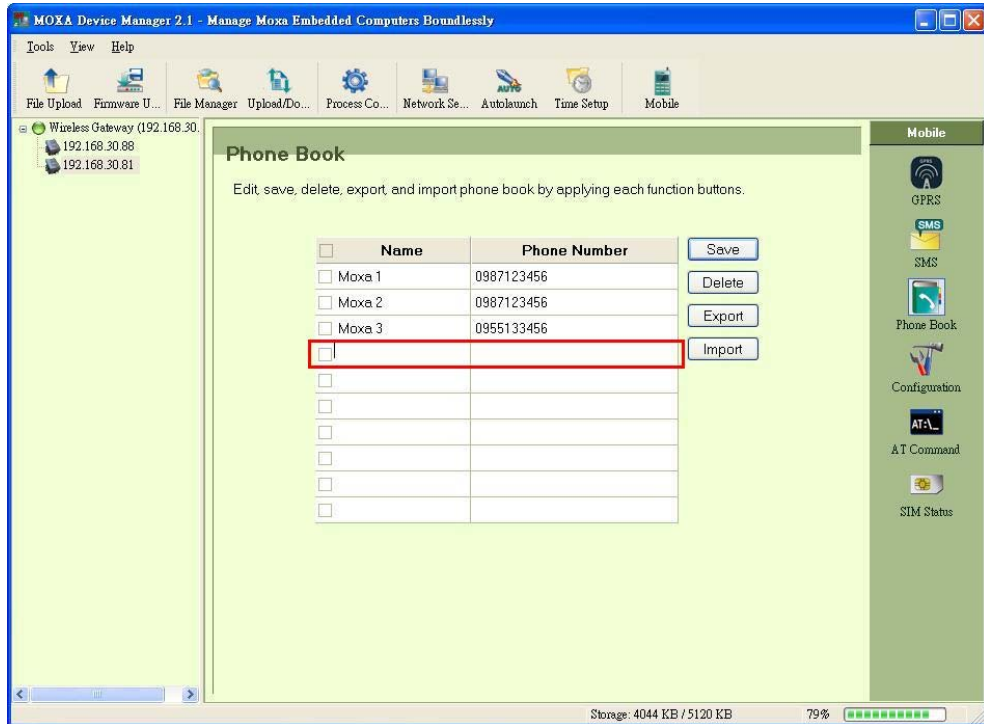 MOXA Device Manager 2.1 - Manage Moxa Embedded Computers Boundlessly
Tools View Help
File Upload Firmware U... File Manager Upload/Do... Process Co... Network Se... Autolaunch Time Setup Mobile
AUTO
Wireless Gateway (192.168.30.
192.168.30.88
192.168.30.81
Phone Book
Edit, save, delete, export, and import phone book by applying each function buttons.
Name Phone Number
Moxa 1 0987123456
Moxa 2 0987123456
Moxa 3 0955133456
Save
Delete
Export
Import
Mobile
GPRS
GPRS
SMS
SMS
Phone Book
Configuration
AT:\_
AT Command
SIM Status
Storage: 4044 KB / 5120 KB 79%